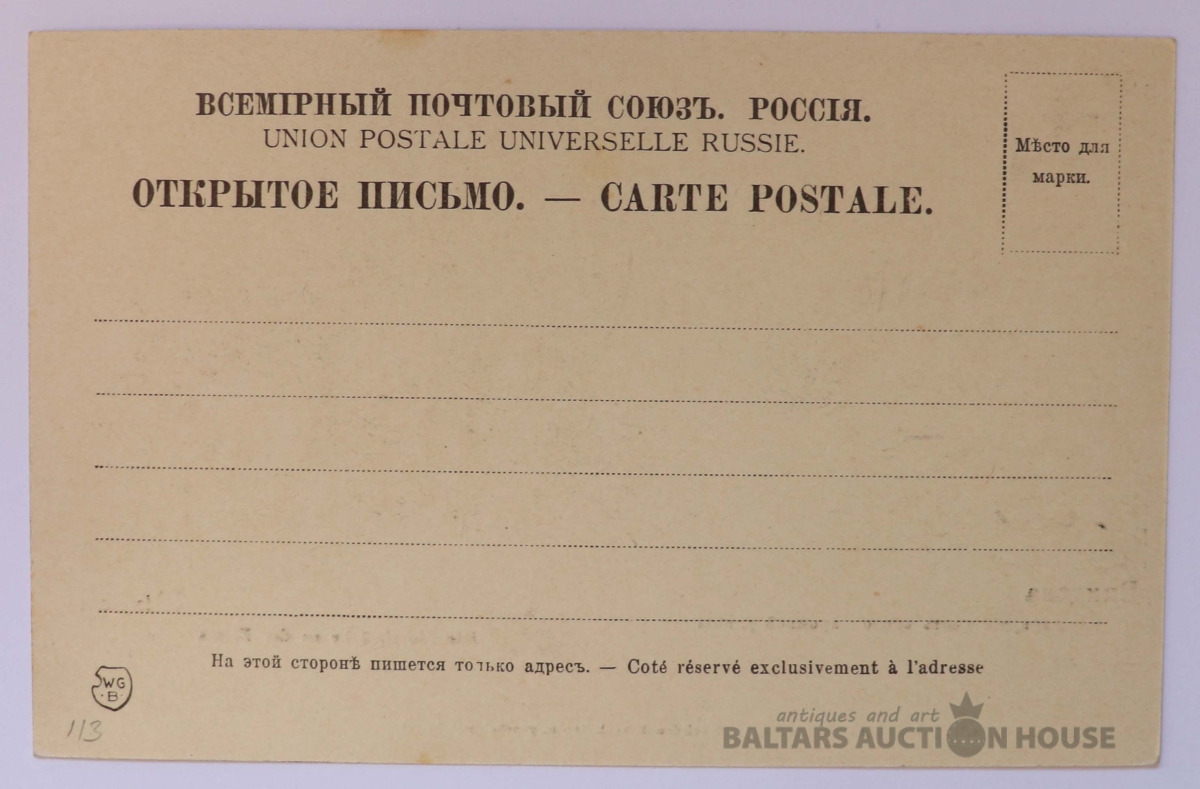 ВСЕМІРНЫЙ ПОЧТОВЫЙ СОЮЗЪ. РОССІЯ.
UNION POSTALE UNIVERSELLE RUSSIE.
ОТКРЫТОЕ ПИСЬМО. — CARTE POSTALE.
Мѣсто для
марки.
На этой сторонѣ пишется только адресъ. — Coté réservé exclusivement à l'adresse
WG
·B·
113
antiques and art
BALTARS AUCTION HOUSE